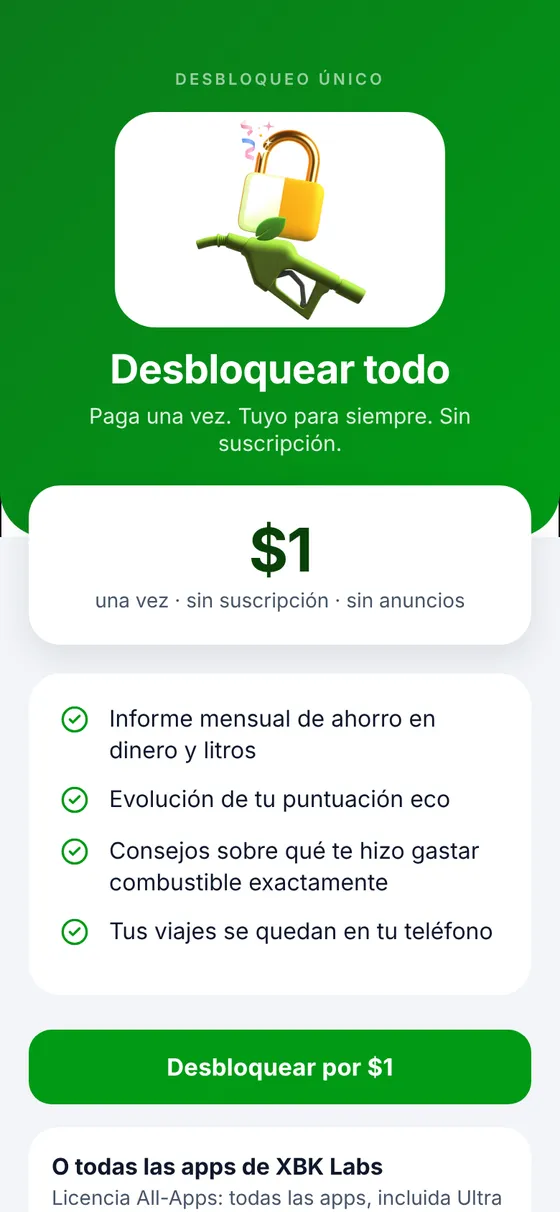 DESBLOQUEO ÚNICO
Desbloquear todo
Paga una vez. Tuyo para siempre. Sin
suscripción.
$1
una vez · sin suscripción · sin anuncios
Informe mensual de ahorro en
dinero y litros
Evolución de tu puntuación eco
Consejos sobre qué te hizo gastar
combustible exactamente
Tus viajes se quedan en tu teléfono
Desbloquear por $1
O todas las apps de XBK Labs
Licencia All-Apps: todas las apps, incluida Ultra